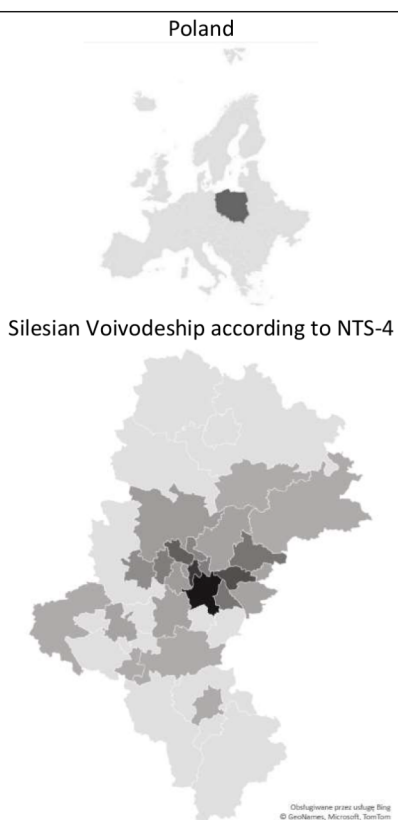 Poland
Silesian Voivodeship according to NTS-4
Obsługiwane przez usługę Bing
© GeoNames, Microsoft, TomTom